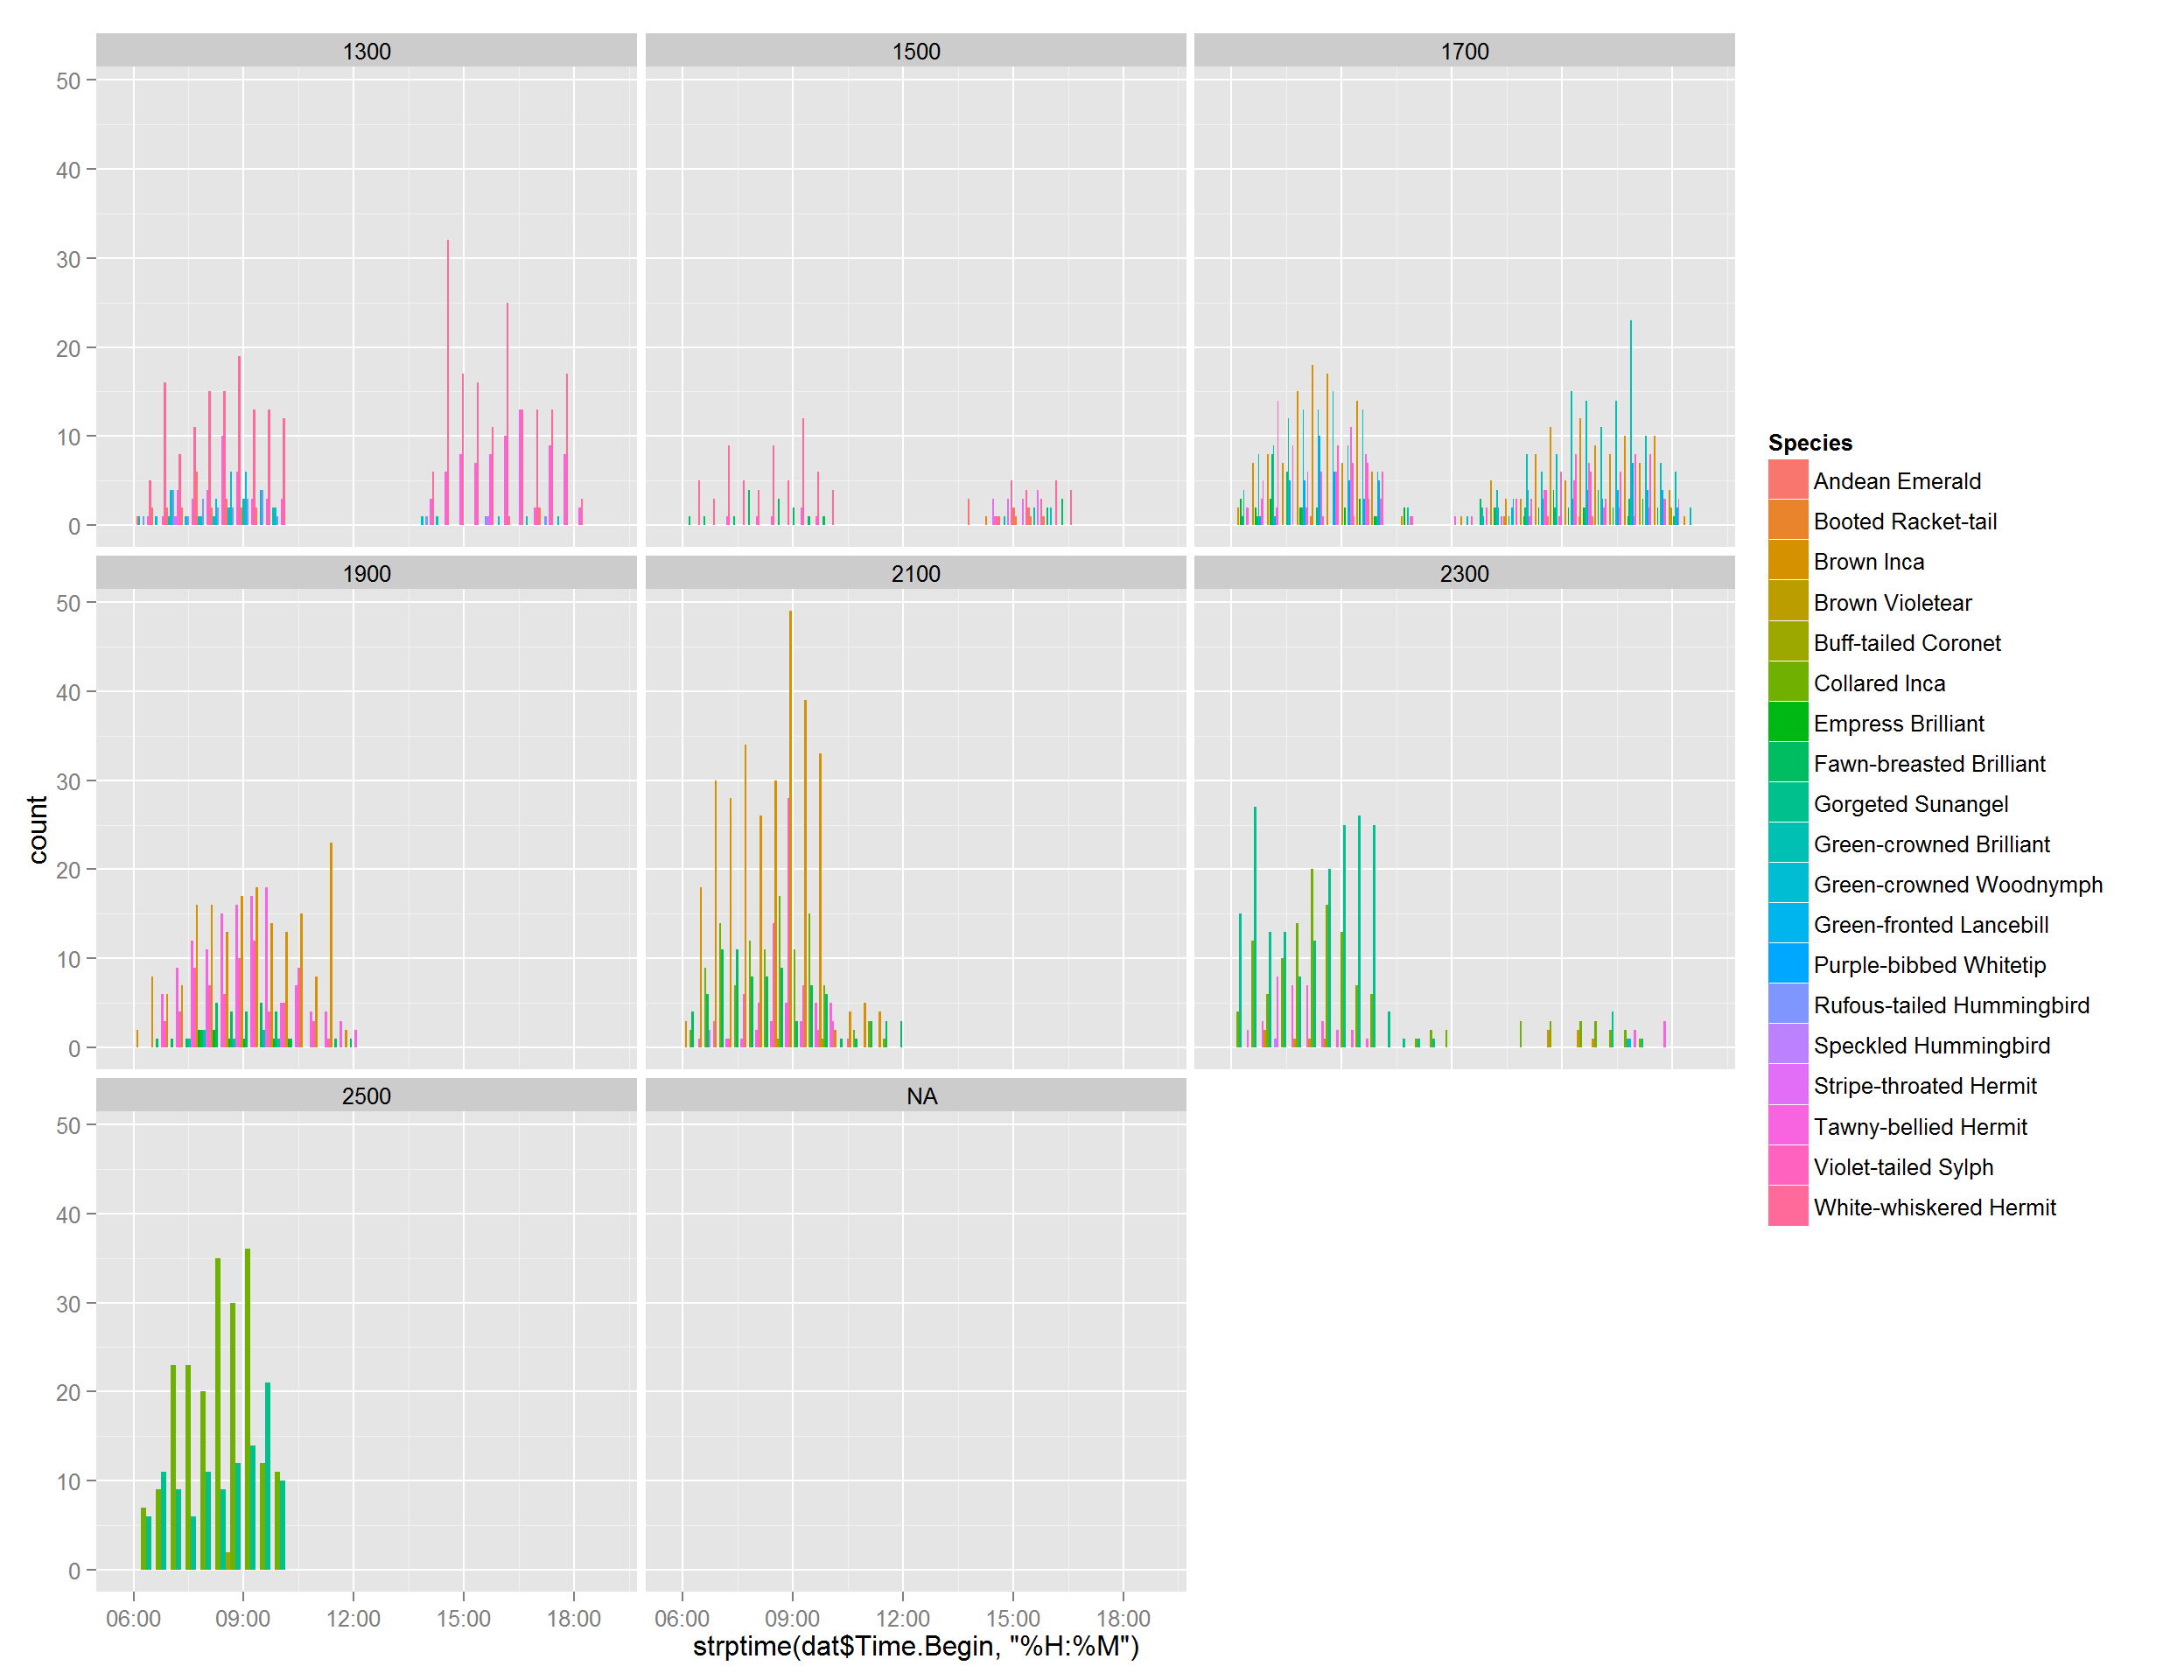 1300 1500 1700
50
40
30
20
10
0
1900 2100 2300
50
40
30
20
10
0
2500 NA
50
40
30
20
10
0
06:00 09:00 12:00 15:00 18:00 06:00 09:00 12:00 15:00 18:00
strptime(dat$Time.Begin, "%H:%M")
count
Species
Andean Emerald
Booted Racket-tail
Brown Inca
Brown Violetear
Buff-tailed Coronet
Collared Inca
Empress Brilliant
Fawn-breasted Brilliant
Gorgeted Sunangel
Green-crowned Brilliant
Green-crowned Woodnymph
Green-fronted Lancebill
Purple-bibbed Whitetip
Rufous-tailed Hummingbird
Speckled Hummingbird
Stripe-throated Hermit
Tawny-bellied Hermit
Violet-tailed Sylph
White-whiskered Hermit